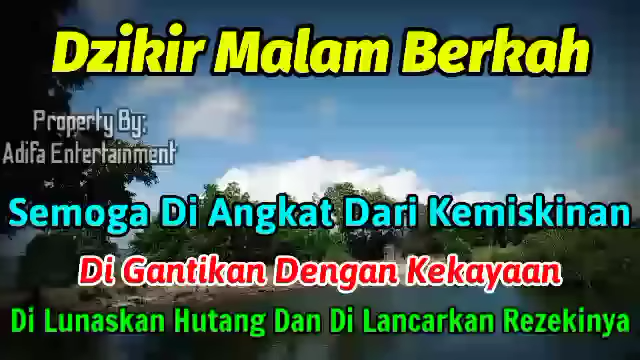 Dzikir Malam Berkah
Property By:
Adifa Entertainment
Semoga Di Angkat Dari Kemiskinan
Di Gantikan Dengan Kekayaan
Di Lunaskan Hutang Dan Di Lancarkan Rezekinya